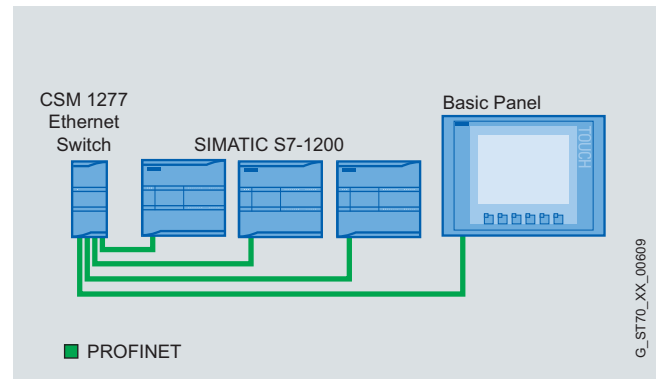 CSM 1277
Ethernet
Switch
SIMATIC S7-1200
Basic Panel
TOUCH
PROFINET
G_ST70_XX_00609